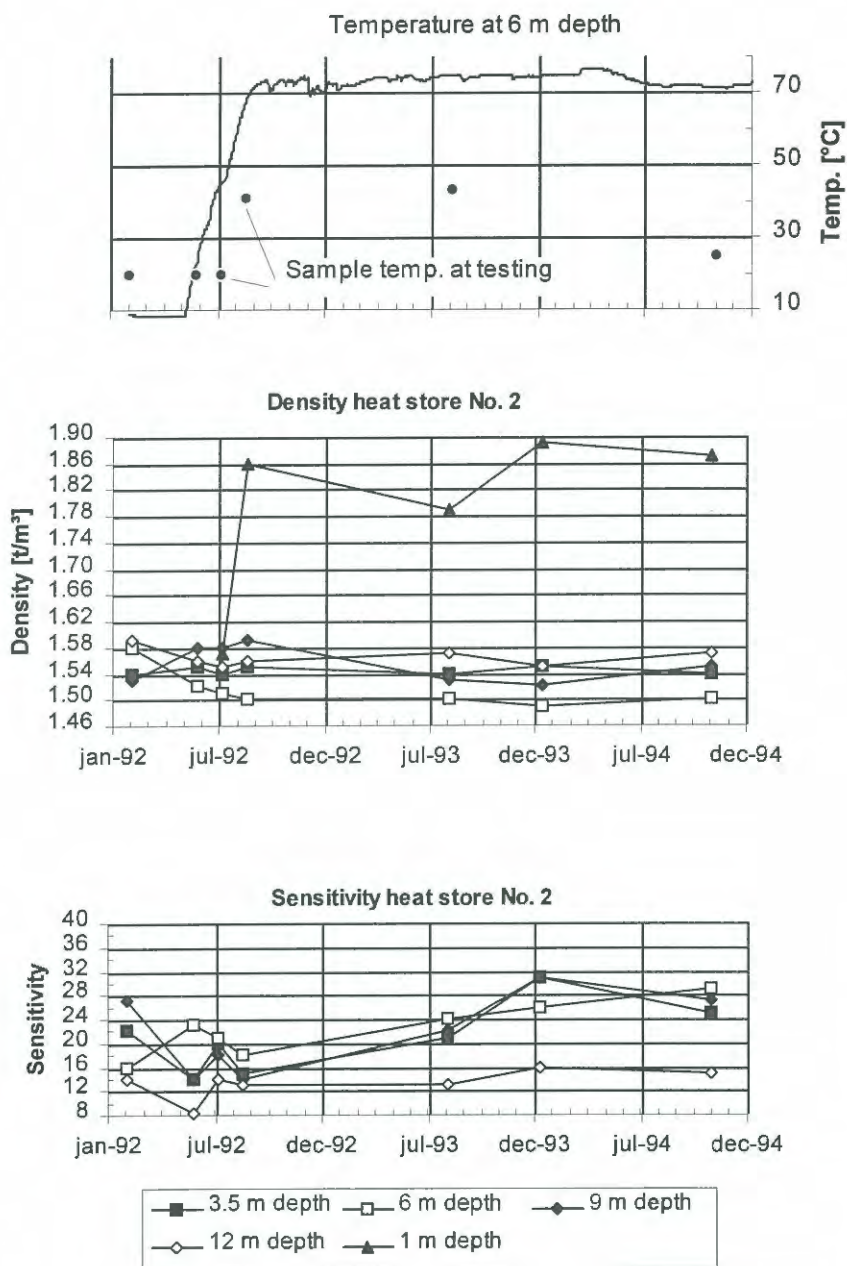 Temperature at 6 m depth
70
50
30
10
Temp. [°C]
Sample temp. at testing
Density heat store No. 2
1.90
1.86
1.82
1.78
1.74
1.70
1.66
1.62
1.58
1.54
1.50
1.46
Density [t/m³]
jan-92 jul-92 dec-92 jul-93 dec-93 jul-94 dec-94
Sensitivity heat store No. 2
40
36
32
28
24
20
16
12
8
Sensitivity
jan-92 jul-92 dec-92 jul-93 dec-93 jul-94 dec-94
3.5 m depth 6 m depth 9 m depth
12 m depth 1 m depth